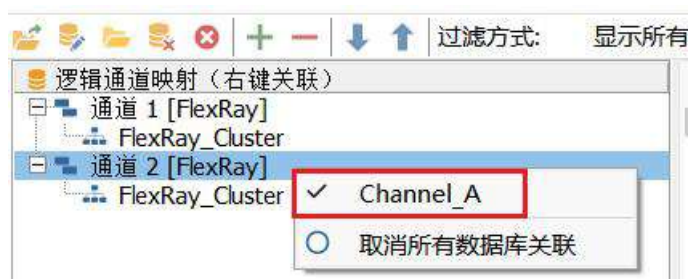 过滤方式: 显示所有
逻辑通道映射（右键关联）
通道 1 [FlexRay]
FlexRay_Cluster
通道 2 [FlexRay]
FlexRay_Cluster
Channel_A
取消所有数据库关联